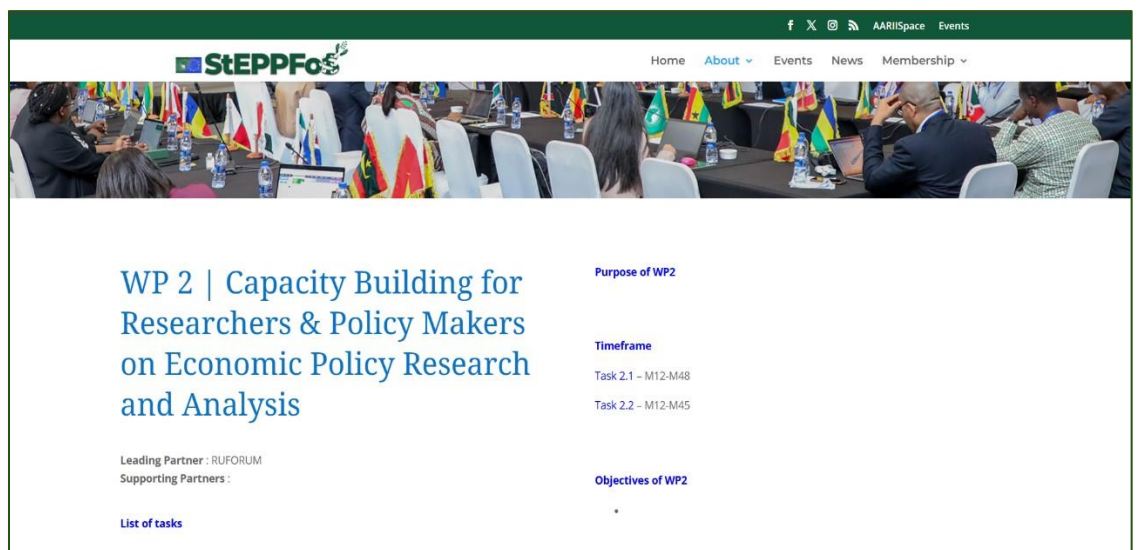 AARIISpace Events
StEPPFoS
Home About Events News Membership
WP 2 | Capacity Building for
Researchers & Policy Makers
on Economic Policy Research
and Analysis
Leading Partner : RUFORUM
Supporting Partners :
List of tasks
Purpose of WP2
Timeframe
Task 2.1 – M12-M48
Task 2.2 – M12-M45
Objectives of WP2
•